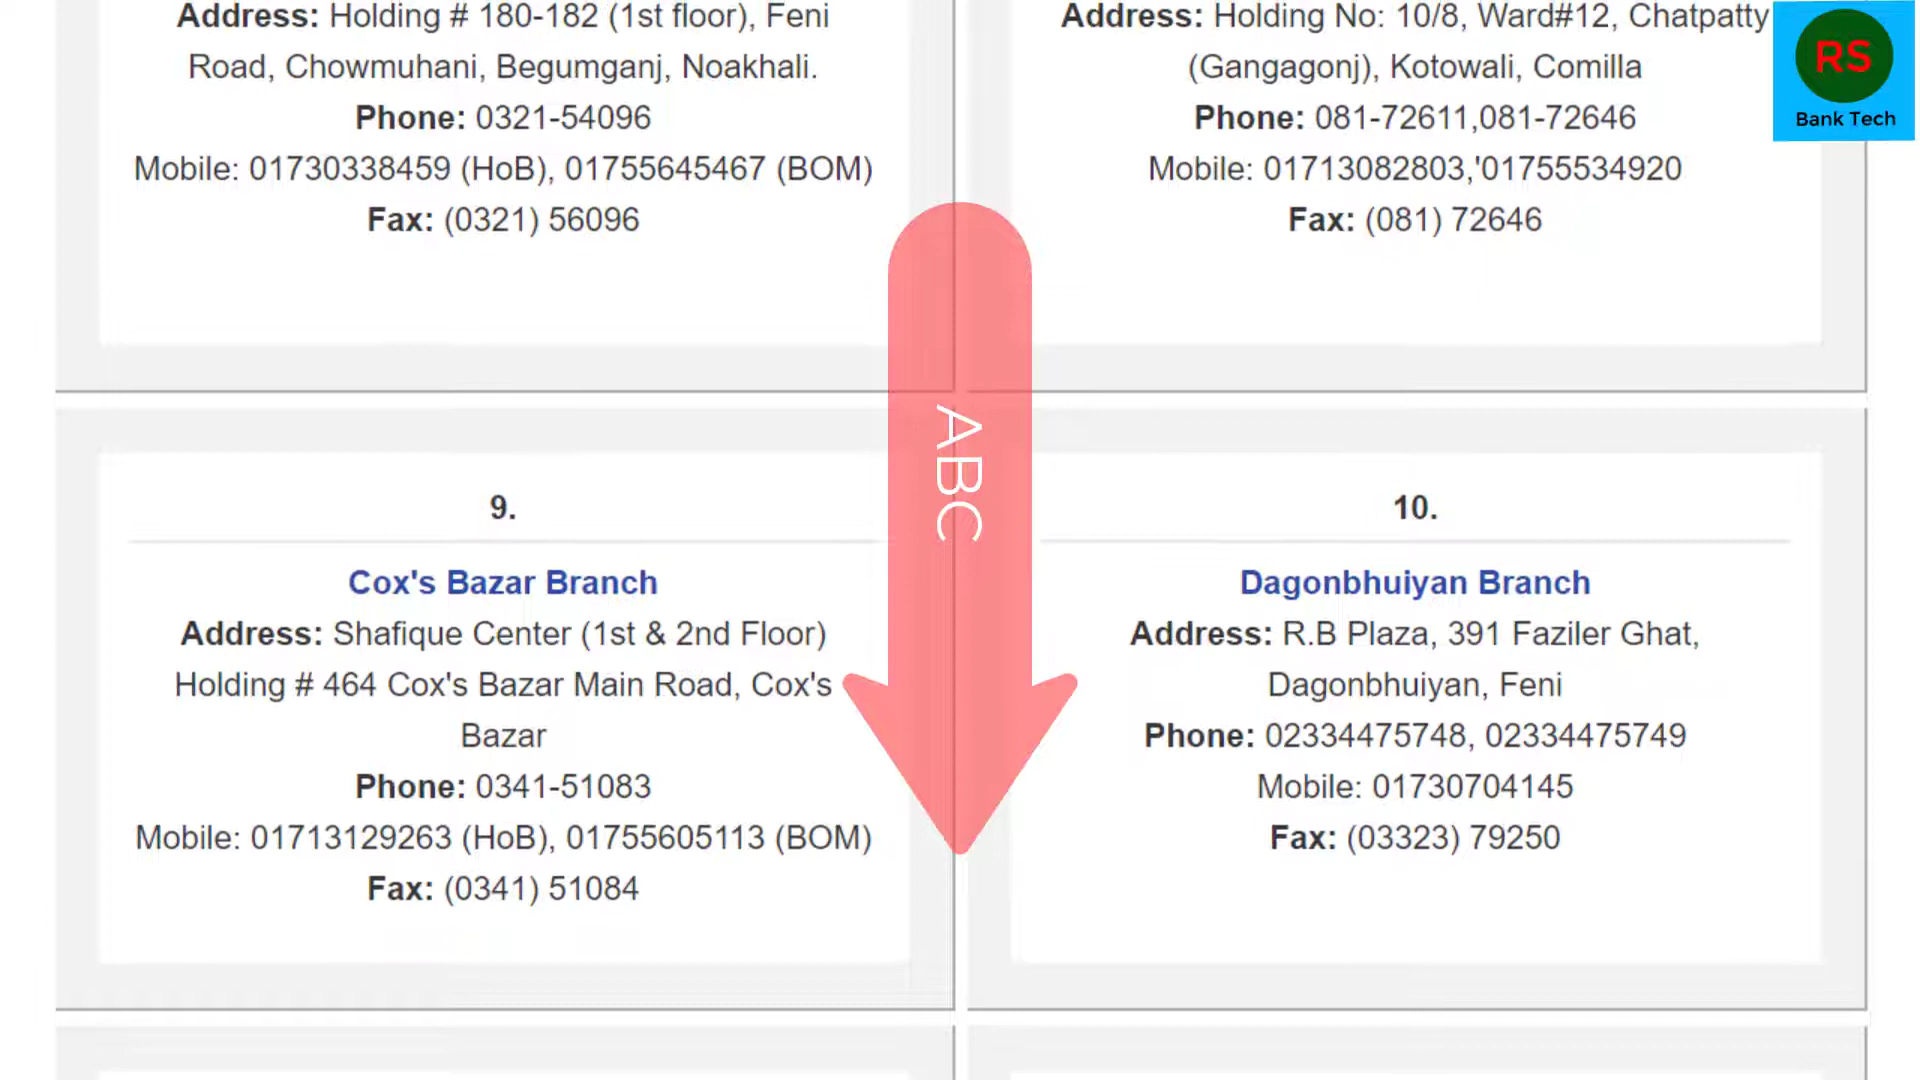 Address: Holding # 180-182 (1st floor), Feni
Road, Chowmuhani, Begumganj, Noakhali.
Phone: 0321-54096
Mobile: 01730338459 (HoB), 01755645467 (BOM)
Fax: (0321) 56096
Address: Holding No: 10/8, Ward#12, Chatpatty
(Gangagonj), Kotowali, Comilla
Phone: 081-72611,081-72646
Mobile: 01713082803,'01755534920
Fax: (081) 72646
RS
Bank Tech
ABC
9.
Cox's Bazar Branch
Address: Shafique Center (1st & 2nd Floor)
Holding # 464 Cox's Bazar Main Road, Cox's
Bazar
Phone: 0341-51083
Mobile: 01713129263 (HoB), 01755605113 (BOM)
Fax: (0341) 51084
10.
Dagonbhuiyan Branch
Address: R.B Plaza, 391 Faziler Ghat,
Dagonbhuiyan, Feni
Phone: 02334475748, 02334475749
Mobile: 01730704145
Fax: (03323) 79250